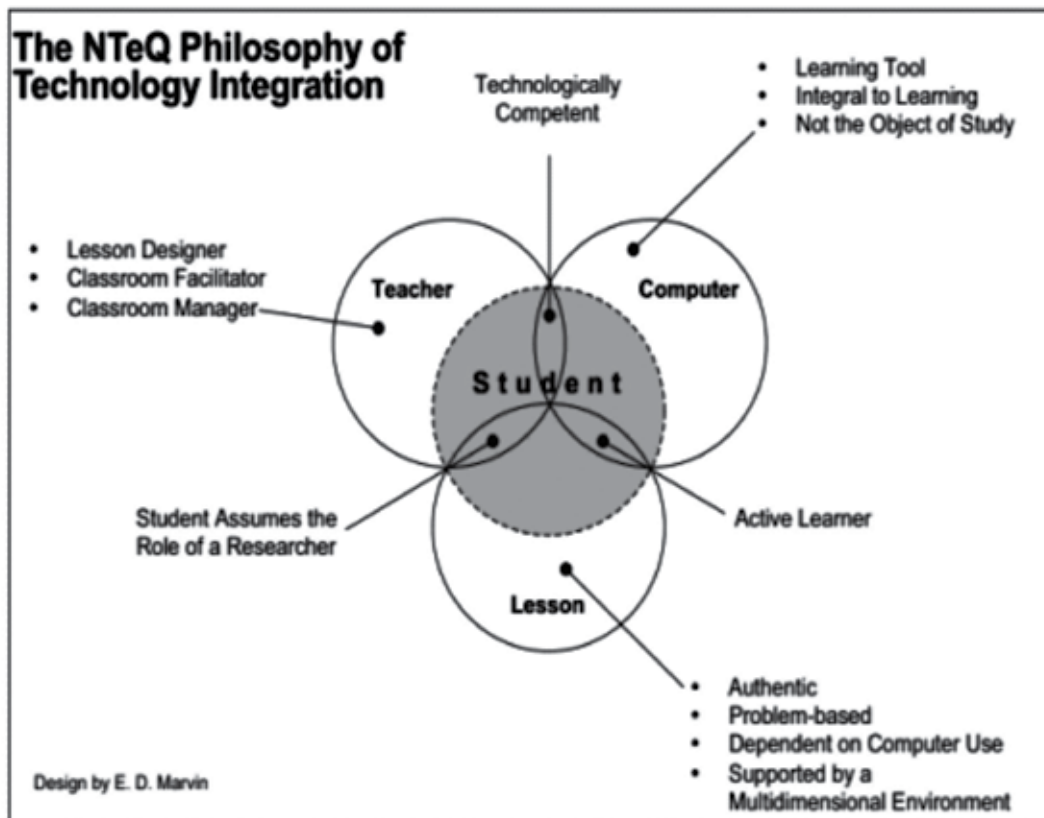 The NTeQ Philosophy of
Technology Integration
Technologically
Competent
• Learning Tool
• Integral to Learning
• Not the Object of Study
• Lesson Designer
• Classroom Facilitator
• Classroom Manager
Teacher
Computer
Student
Student Assumes the
Role of a Researcher
Active Learner
Lesson
• Authentic
• Problem-based
• Dependent on Computer Use
• Supported by a
Multidimensional Environment
Design by E. D. Marvin